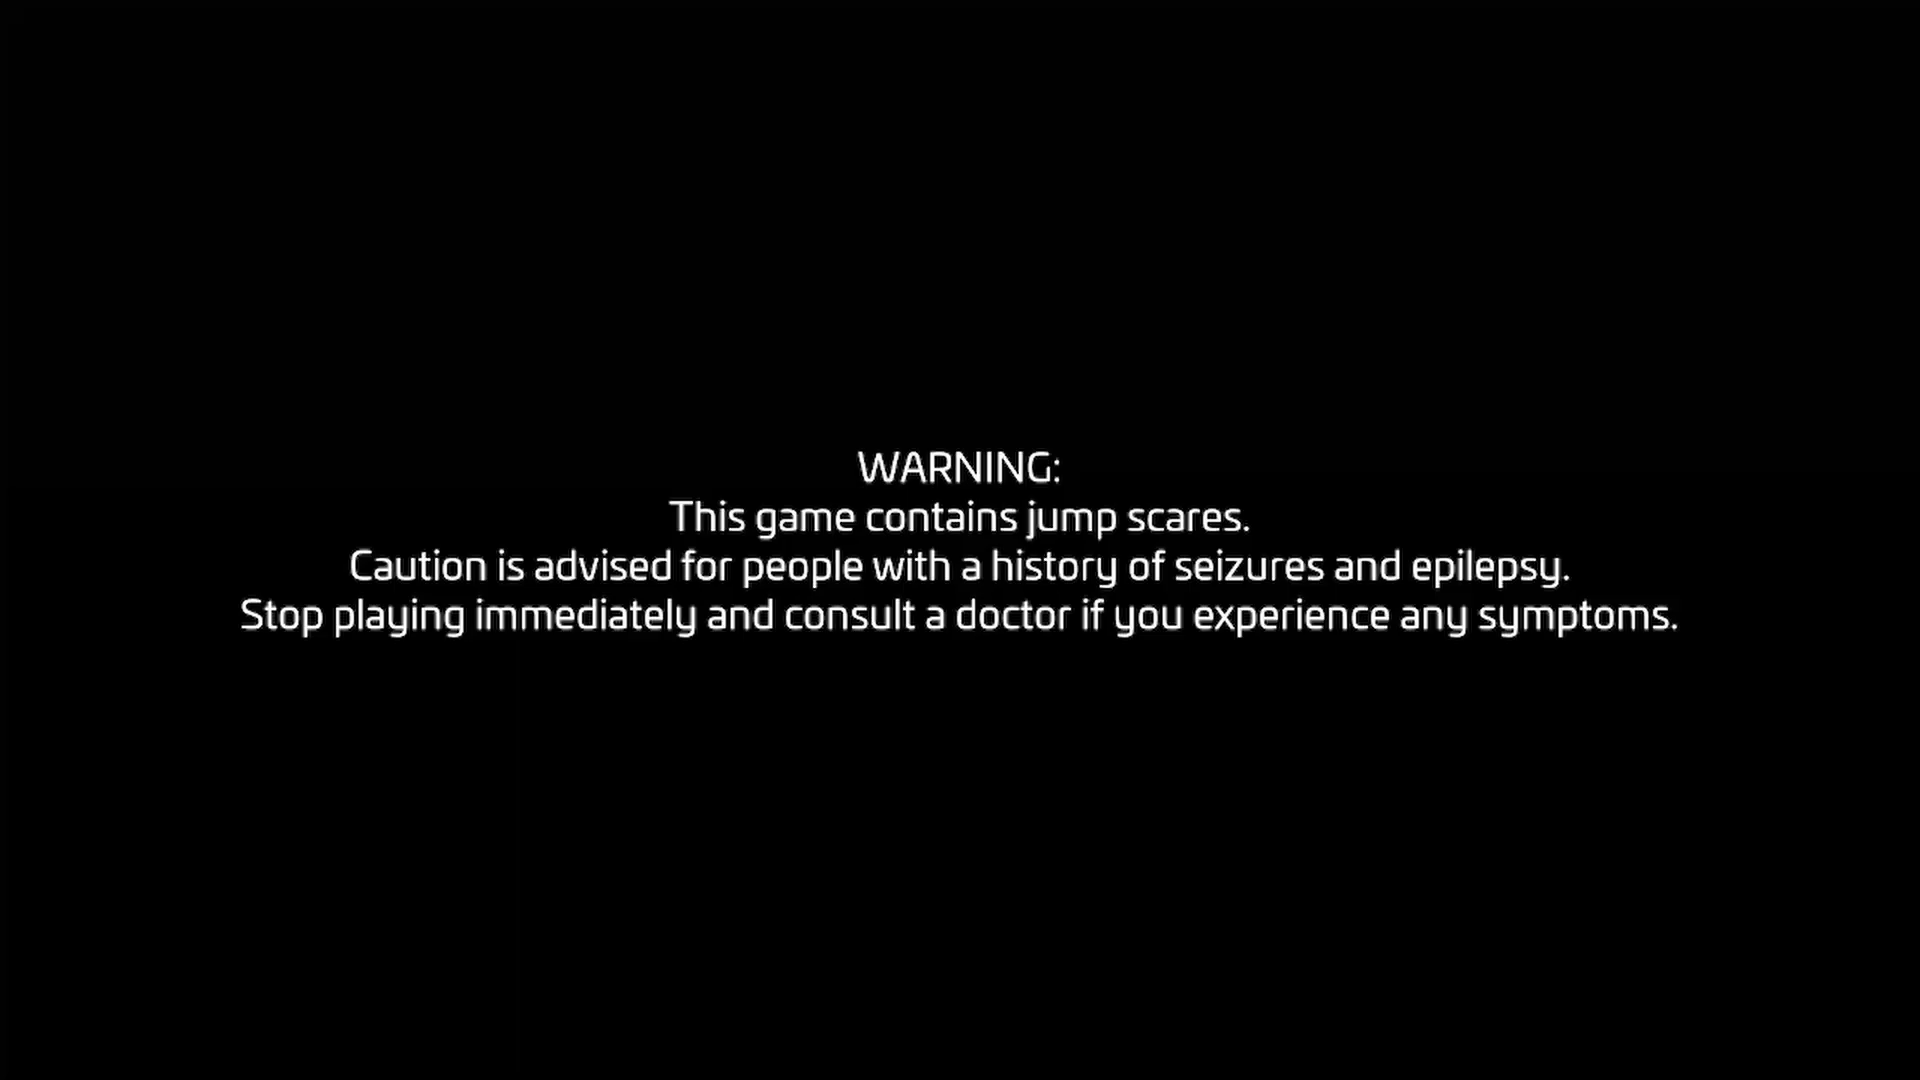 WARNING:
This game contains jump scares.
Caution is advised for people with a history of seizures and epilepsy.
Stop playing immediately and consult a doctor if you experience any symptoms.